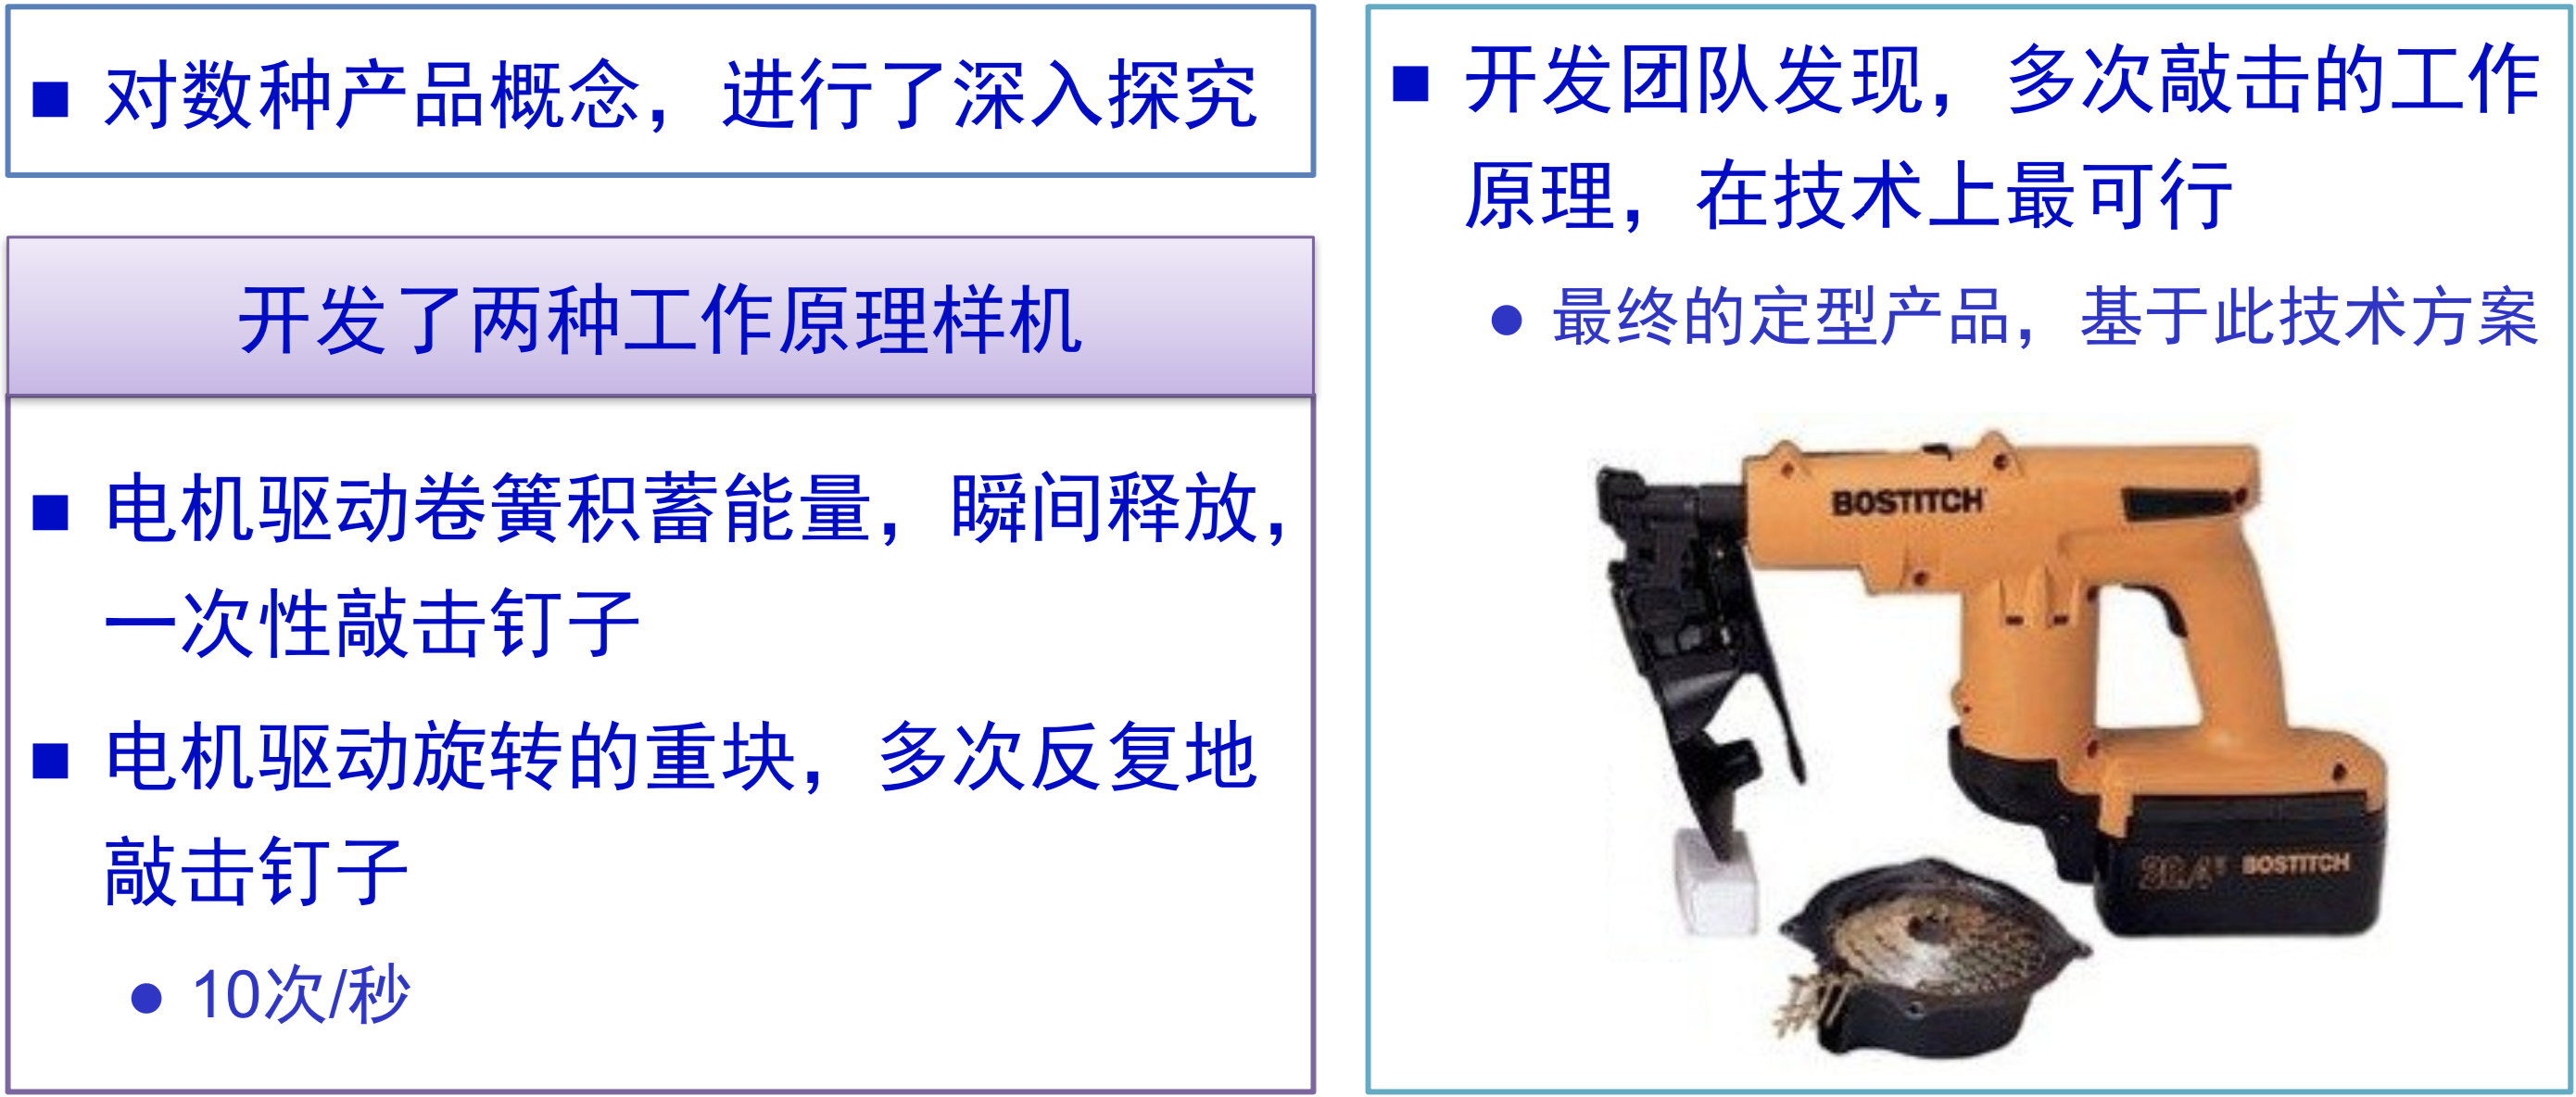 ■ 对数种产品概念，进行了深入探究
开发了两种工作原理样机
■ 电机驱动卷簧积蓄能量，瞬间释放，
一次性敲击钉子
■ 电机驱动旋转的重块，多次反复地
敲击钉子
● 10次/秒
■ 开发团队发现，多次敲击的工作
原理，在技术上最可行
● 最终的定型产品，基于此技术方案
BOSTITCH
BOSTITCH